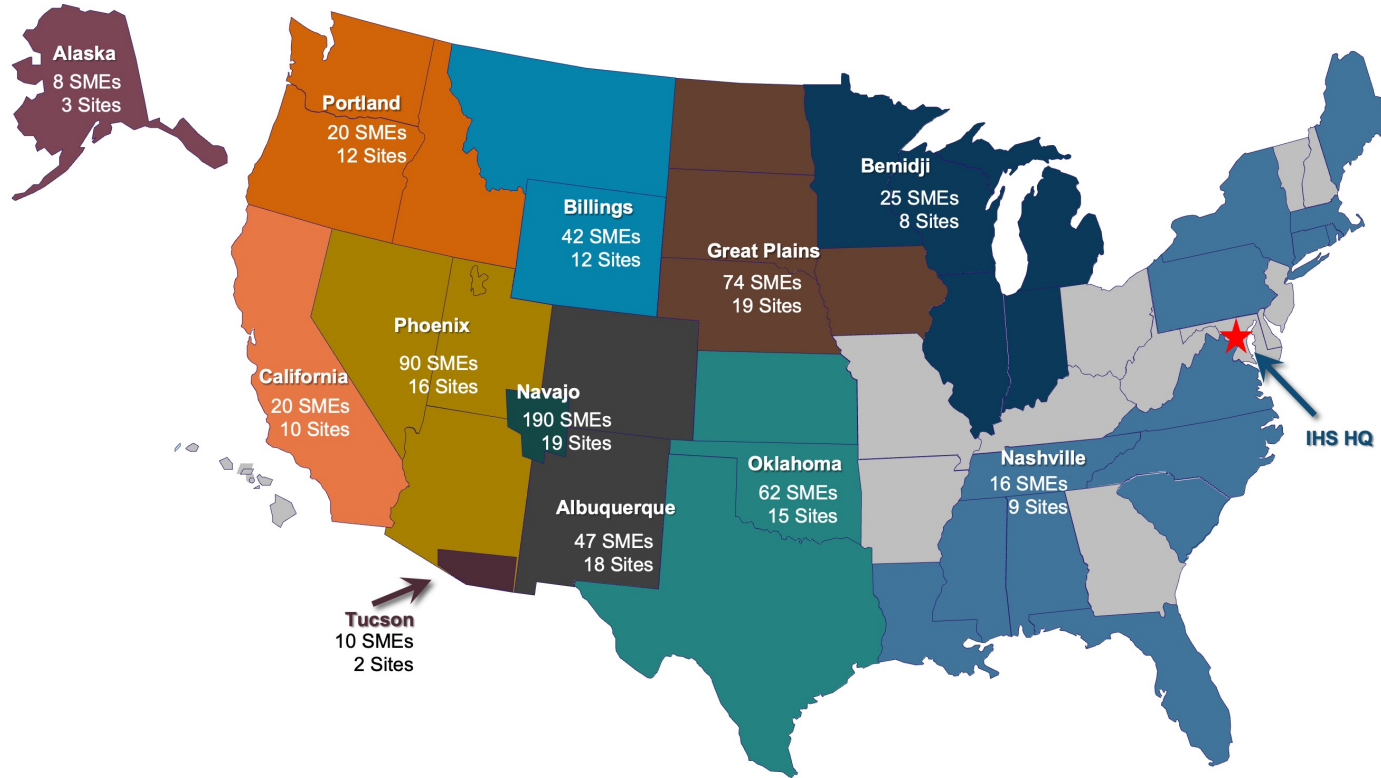 Alaska
8 SMEs
3 Sites
Portland
20 SMEs
12 Sites
Billings
42 SMEs
12 Sites
Great Plains
74 SMEs
19 Sites
Bemidji
25 SMEs
8 Sites
Phoenix
90 SMEs
16 Sites
California
20 SMEs
10 Sites
Navajo
190 SMEs
19 Sites
Albuquerque
47 SMEs
18 Sites
Oklahoma
62 SMEs
15 Sites
Nashville
16 SMEs
9 Sites
IHS HQ
Tucson
10 SMEs
2 Sites